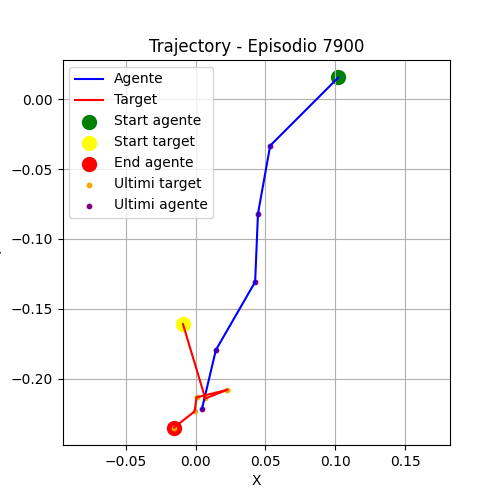 Trajectory - Episodio 7900
Agente
Target
Start agente
Start target
End agente
Ultimi target
Ultimi agente
0.00
−0.05
−0.10
−0.15
−0.20
−0.05
0.00
0.05
0.10
0.15
X